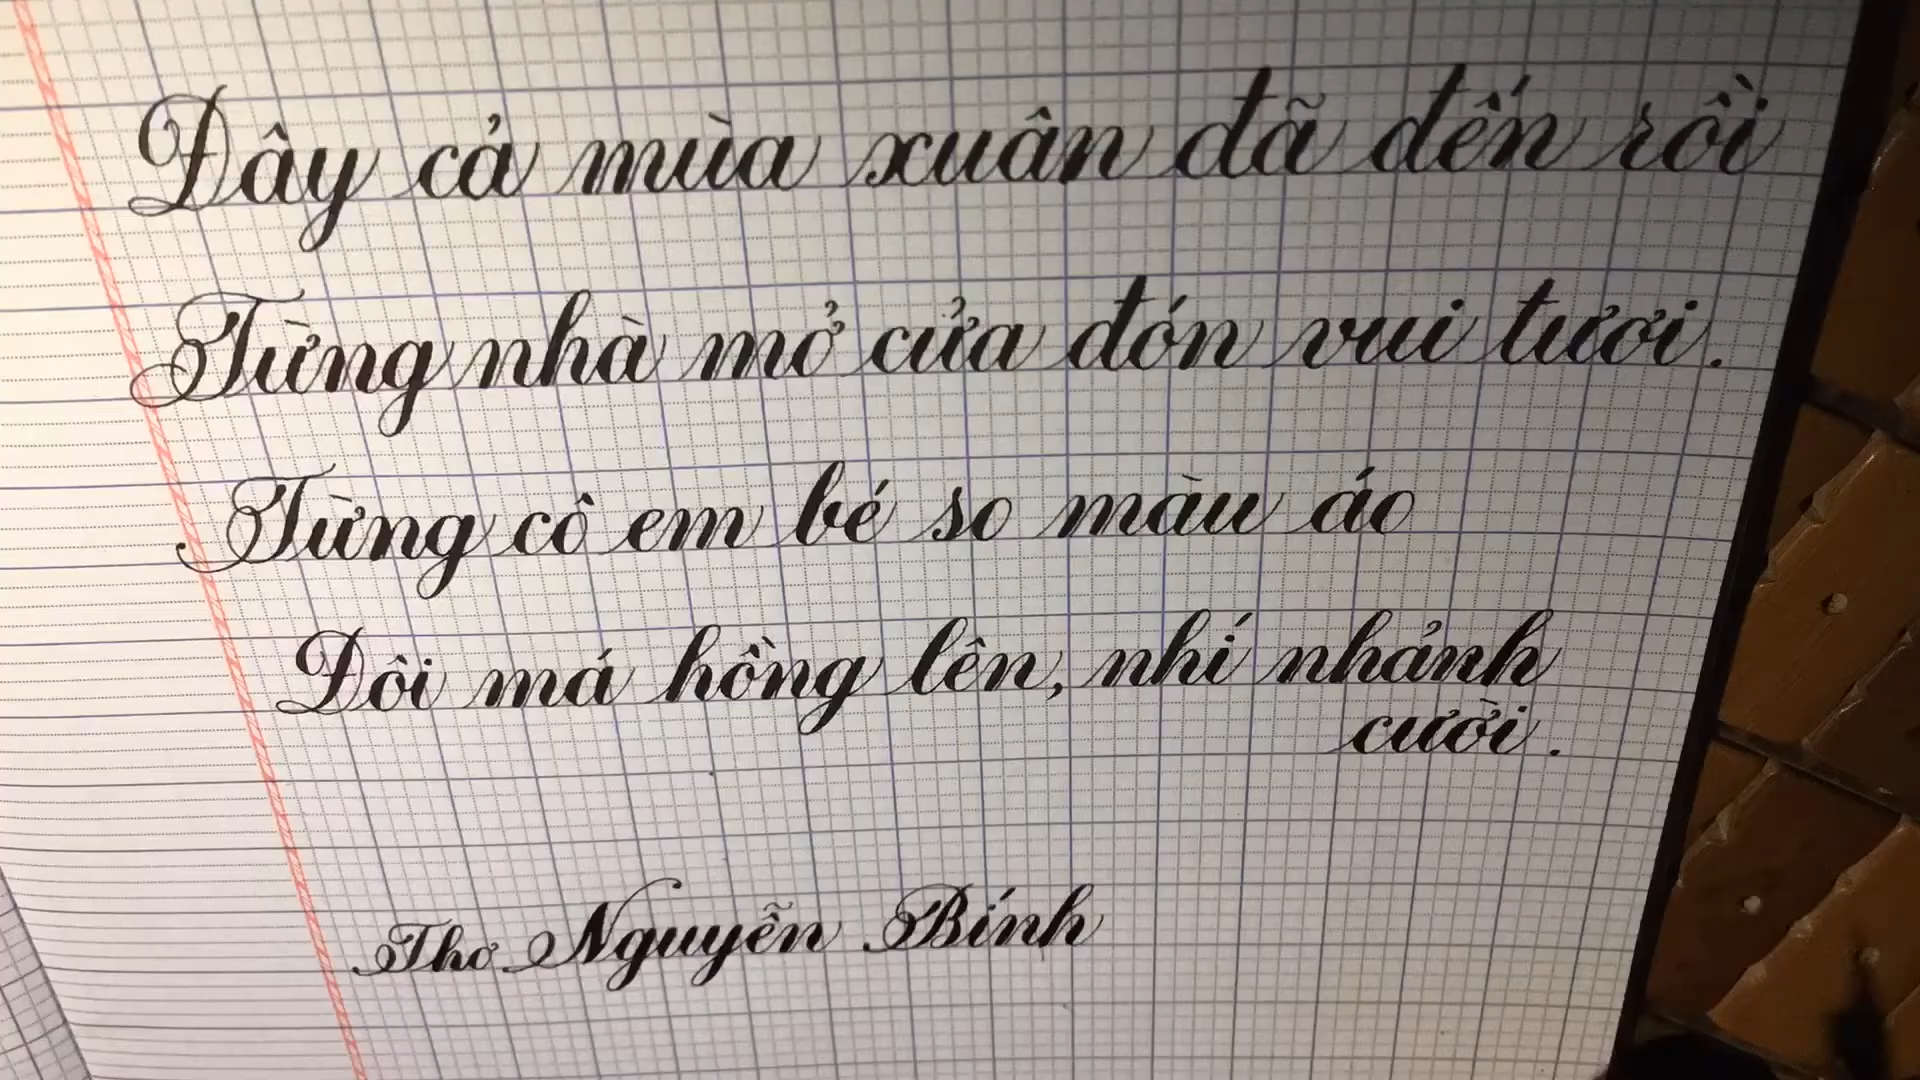 Đây cả mùa xuân đã đến rồi
Từng nhà mở cửa đón vui tươi.
Từng cô em bé so màu áo
Đôi má hồng lên, nhí nhảnh
cười.
Thơ Nguyễn Bính